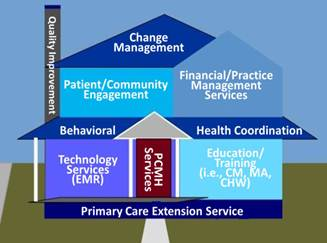 Quality Improvement
Change
Management
Patient/Community
Engagement
Financial/Practice
Management
Services
Behavioral
Health Coordination
Technology
Services
(EMR)
PCMH
Services
Education/
Training
(i.e., CM, MA,
CHW)
Primary Care Extension Service